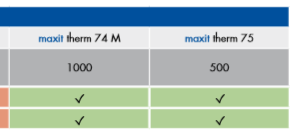 maxit therm 74 M maxit therm 75
1000 500
✓ ✓
✓ ✓